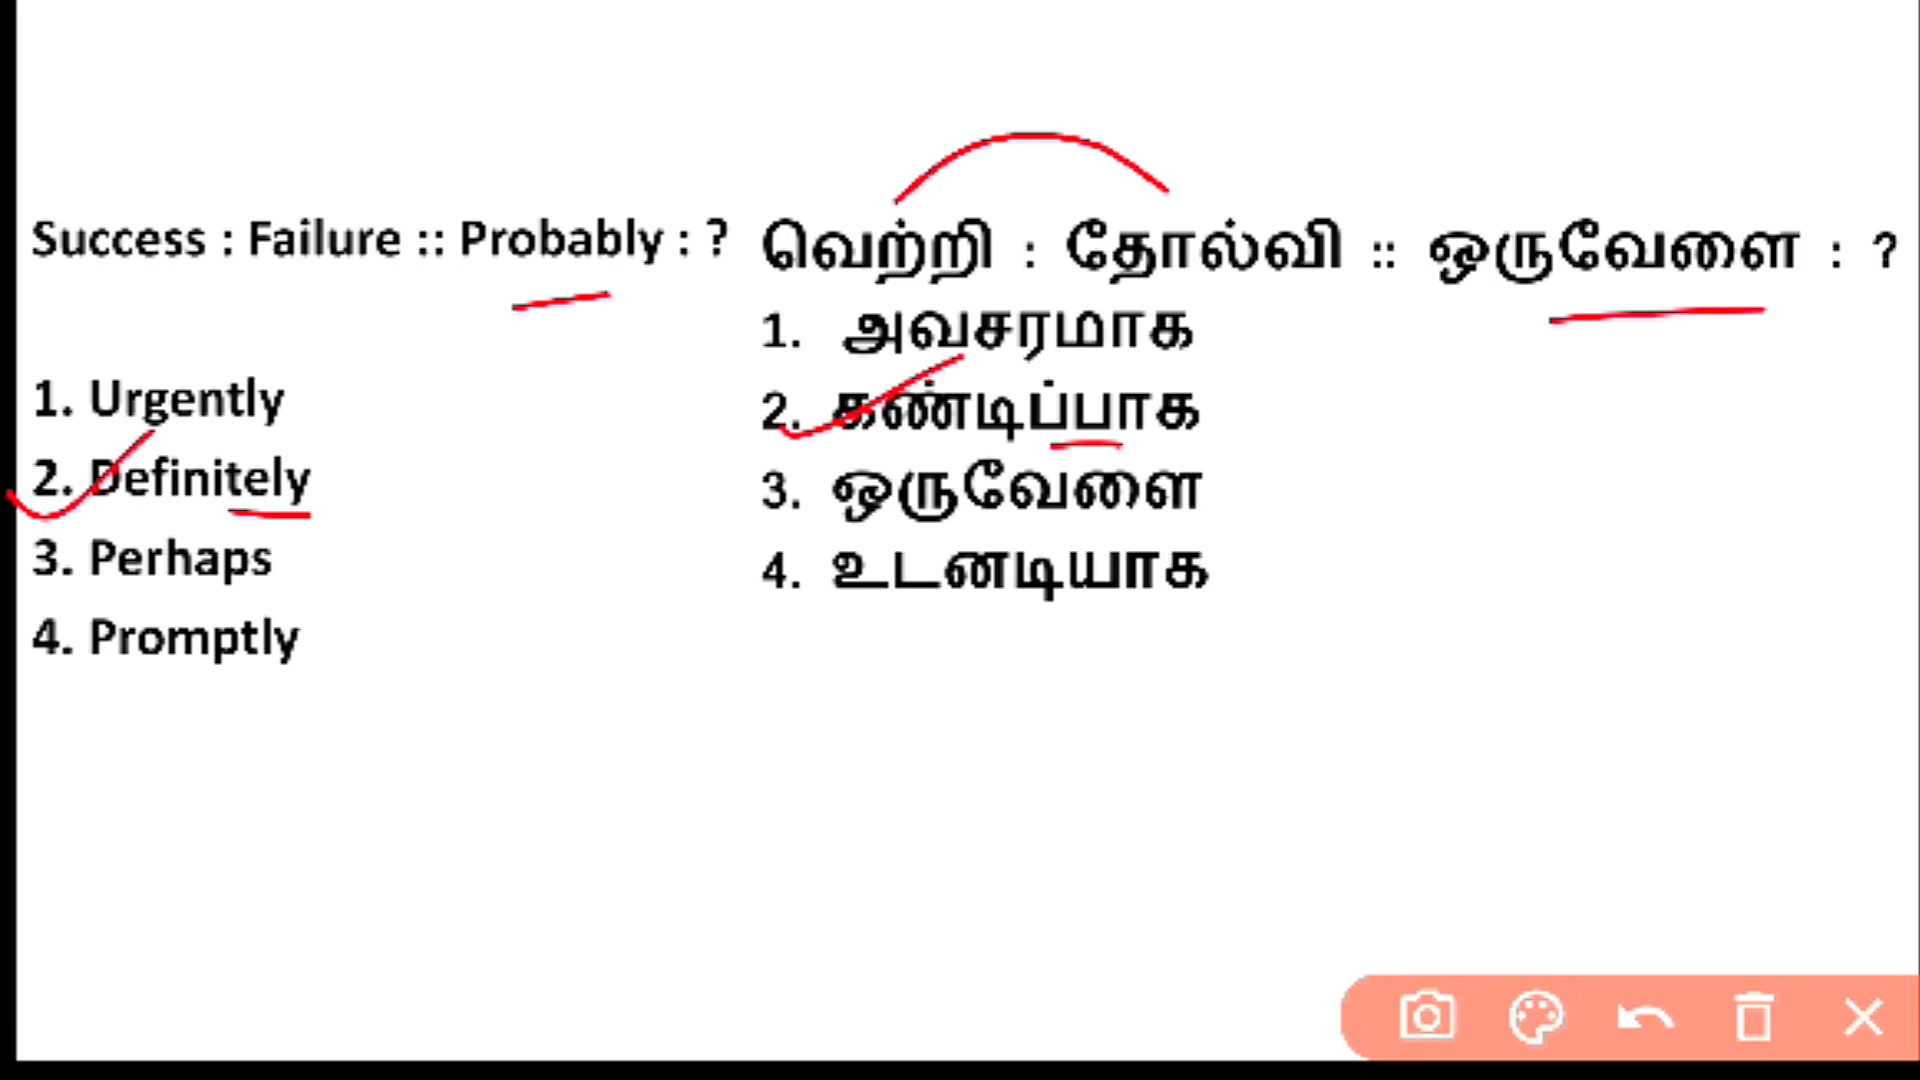 Success : Failure :: Probably : ?
1. Urgently
2. Definitely
3. Perhaps
4. Promptly
வெற்றி : தோல்வி :: ஒருவேளை : ?
1. அவசரமாக
2. கண்டிப்பாக
3. ஒருவேளை
4. உடனடியாக